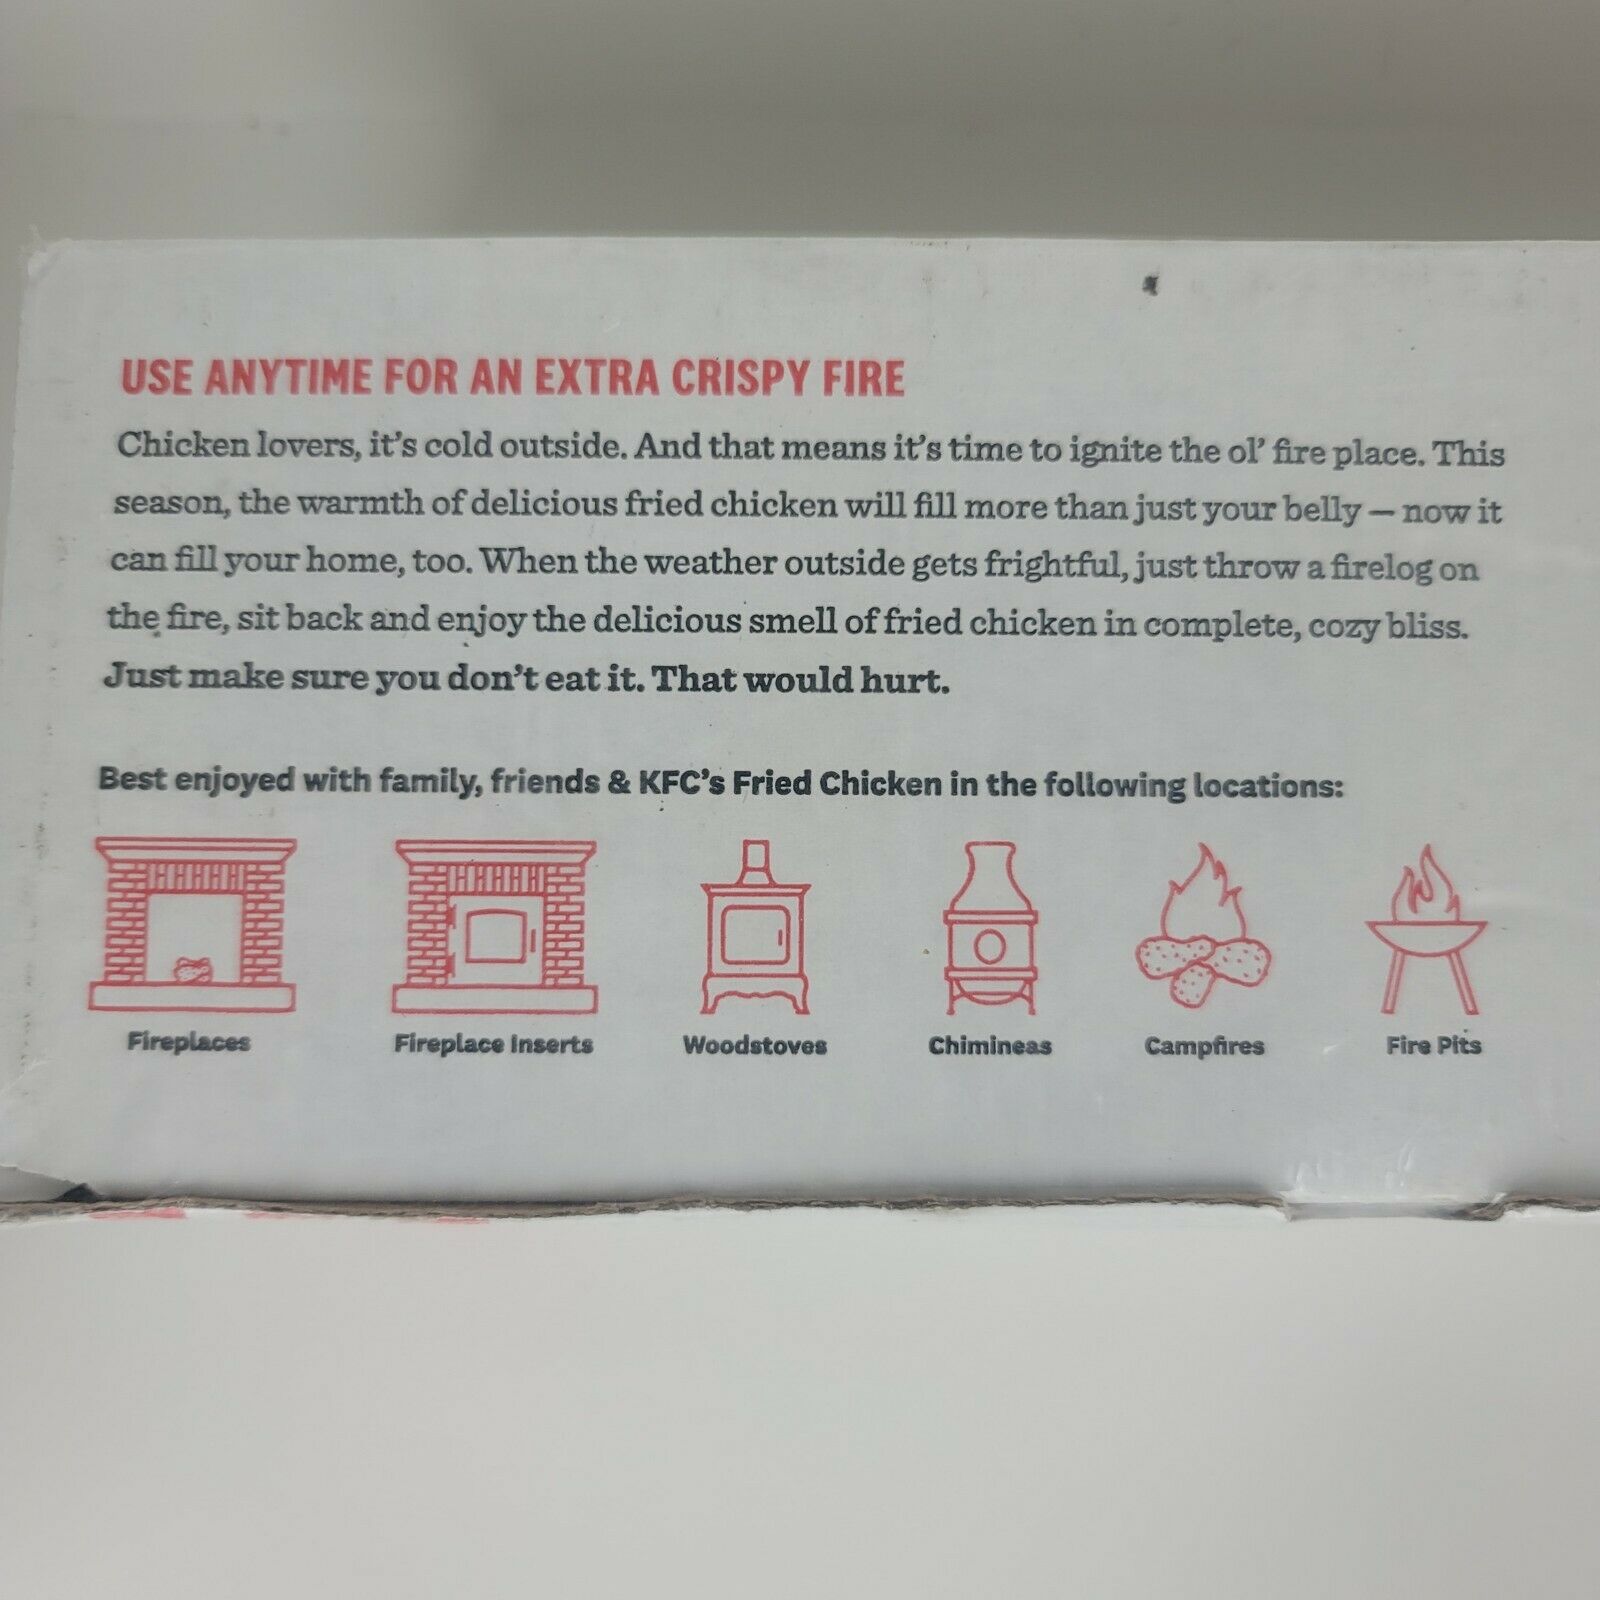 USE ANYTIME FOR AN EXTRA CRISPY FIRE
Chicken lovers, it's cold outside. And that means it's time to ignite the ol' fire place. This
season, the warmth of delicious fried chicken will fill more than just your belly — now it
can fill your home, too. When the weather outside gets frightful, just throw a firelog on
the fire, sit back and enjoy the delicious smell of fried chicken in complete, cozy bliss.
Just make sure you don't eat it. That would hurt.
Best enjoyed with family, friends & KFC's Fried Chicken in the following locations:
Fireplaces Fireplace Inserts Woodstoves Chimineas Campfires Fire Pits